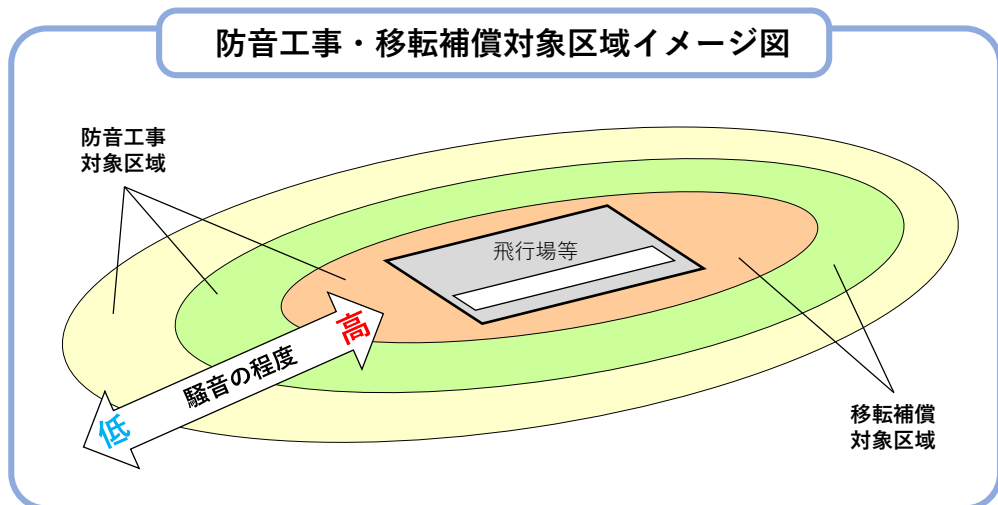 防音工事・移転補償対象区域イメージ図
防音工事
対象区域
飛行場等
高
騒音の程度
低
移転補償
対象区域